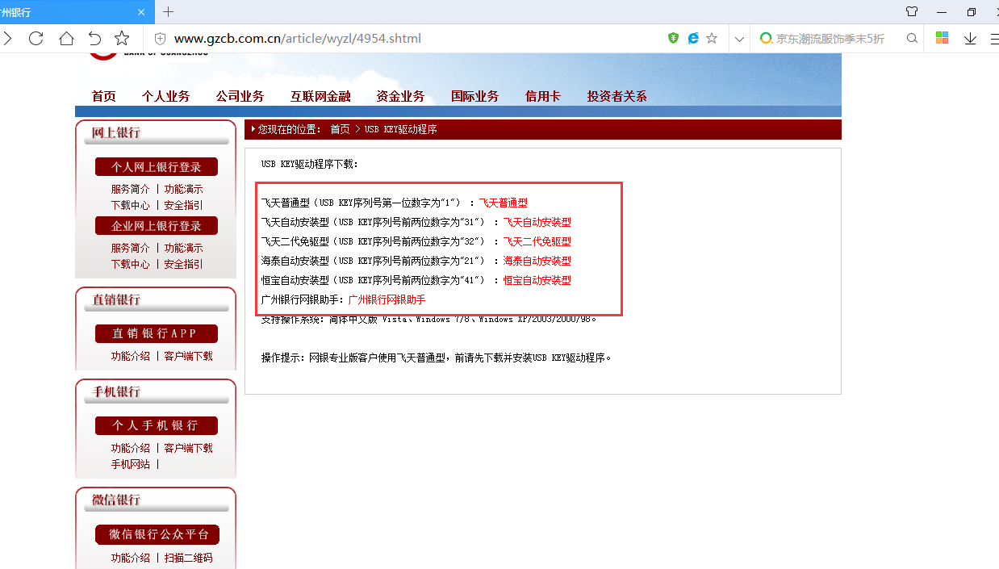 州银行
www.gzcb.com.cn/article/wyzl/4954.shtml
京东潮流服饰季末5折
BANK OF GUANGZHOU
首页 个人业务 公司业务 互联网金融 资金业务 国际业务 信用卡 投资者关系
网上银行
个人网上银行登录
服务简介 | 功能演示
下载中心 | 安全指引
企业网上银行登录
服务简介 | 功能演示
下载中心 | 安全指引
直销银行
直销银行APP
功能介绍 | 客户端下载
手机银行
个人手机银行
功能介绍 | 客户端下载
手机网站 |
微信银行
微信银行公众平台
功能介绍 | 扫描二维码
您现在的位置： 首页 > USB KEY驱动程序
USB KEY驱动程序下载：
飞天普通型（USB KEY序列号第一位数字为"1"）：飞天普通型
飞天自动安装型（USB KEY序列号前两位数字为"31"）：飞天自动安装型
飞天二代免驱型（USB KEY序列号前两位数字为"32"）：飞天二代免驱型
海泰自动安装型（USB KEY序列号前两位数字为"21"）：海泰自动安装型
恒宝自动安装型（USB KEY序列号前两位数字为"41"）：恒宝自动安装型
广州银行网银助手：广州银行网银助手
支持操作系统：简体中文版 Vista、Windows 7/8、Windows XP/2003/2000/98。
操作提示：网银专业版客户使用飞天普通型，前请先下载并安装USB KEY驱动程序。